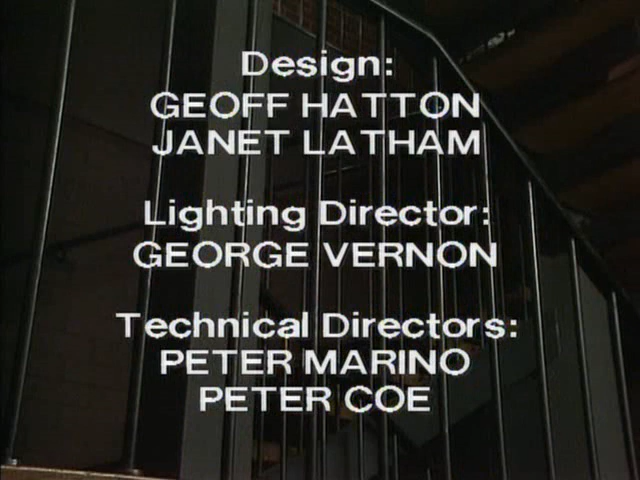 Design:
GEOFF HATTON
JANET LATHAM
Lighting Director:
GEORGE VERNON
Technical Directors:
PETER MARINO
PETER COE